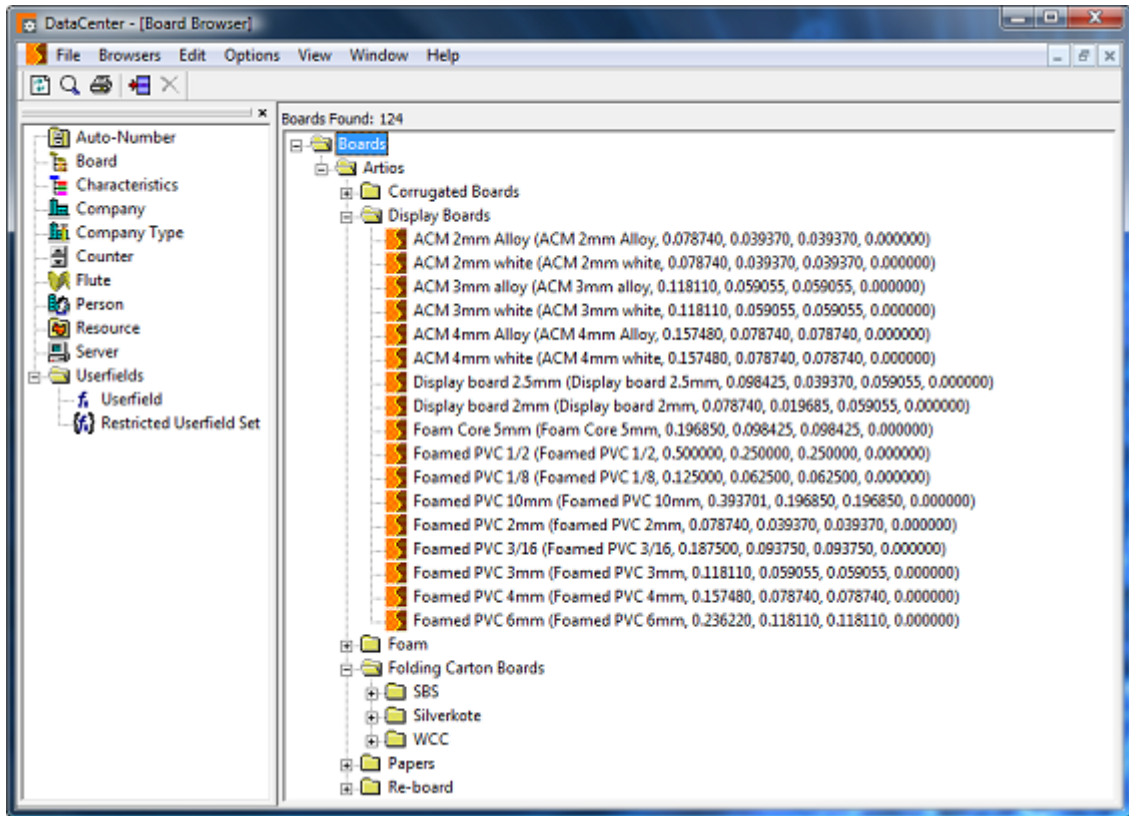 DataCenter - [Board Browser]
File Browsers Edit Options View Window Help
Auto-Number
Board
Characteristics
Company
Company Type
Counter
Flute
Person
Resource
Server
Userfields
Userfield
Restricted Userfield Set
Boards Found: 124
Boards
Artios
Corrugated Boards
Display Boards
ACM 2mm Alloy (ACM 2mm Alloy, 0.078740, 0.039370, 0.039370, 0.000000)
ACM 2mm white (ACM 2mm white, 0.078740, 0.039370, 0.039370, 0.000000)
ACM 3mm alloy (ACM 3mm alloy, 0.118110, 0.059055, 0.059055, 0.000000)
ACM 3mm white (ACM 3mm white, 0.118110, 0.059055, 0.059055, 0.000000)
ACM 4mm Alloy (ACM 4mm Alloy, 0.157480, 0.078740, 0.078740, 0.000000)
ACM 4mm white (ACM 4mm white, 0.157480, 0.078740, 0.078740, 0.000000)
Display board 2.5mm (Display board 2.5mm, 0.098425, 0.039370, 0.059055, 0.000000)
Display board 2mm (Display board 2mm, 0.078740, 0.019685, 0.059055, 0.000000)
Foam Core 5mm (Foam Core 5mm, 0.196850, 0.098425, 0.098425, 0.000000)
Foamed PVC 1/2 (Foamed PVC 1/2, 0.500000, 0.250000, 0.250000, 0.000000)
Foamed PVC 1/8 (Foamed PVC 1/8, 0.125000, 0.062500, 0.062500, 0.000000)
Foamed PVC 10mm (Foamed PVC 10mm, 0.393701, 0.196850, 0.196850, 0.000000)
Foamed PVC 2mm (foamed PVC 2mm, 0.078740, 0.039370, 0.039370, 0.000000)
Foamed PVC 3/16 (Foamed PVC 3/16, 0.187500, 0.093750, 0.093750, 0.000000)
Foamed PVC 3mm (Foamed PVC 3mm, 0.118110, 0.059055, 0.059055, 0.000000)
Foamed PVC 4mm (Foamed PVC 4mm, 0.157480, 0.078740, 0.078740, 0.000000)
Foamed PVC 6mm (Foamed PVC 6mm, 0.236220, 0.118110, 0.118110, 0.000000)
Foam
Folding Carton Boards
SBS
Silverkote
WCC
Papers
Re-board